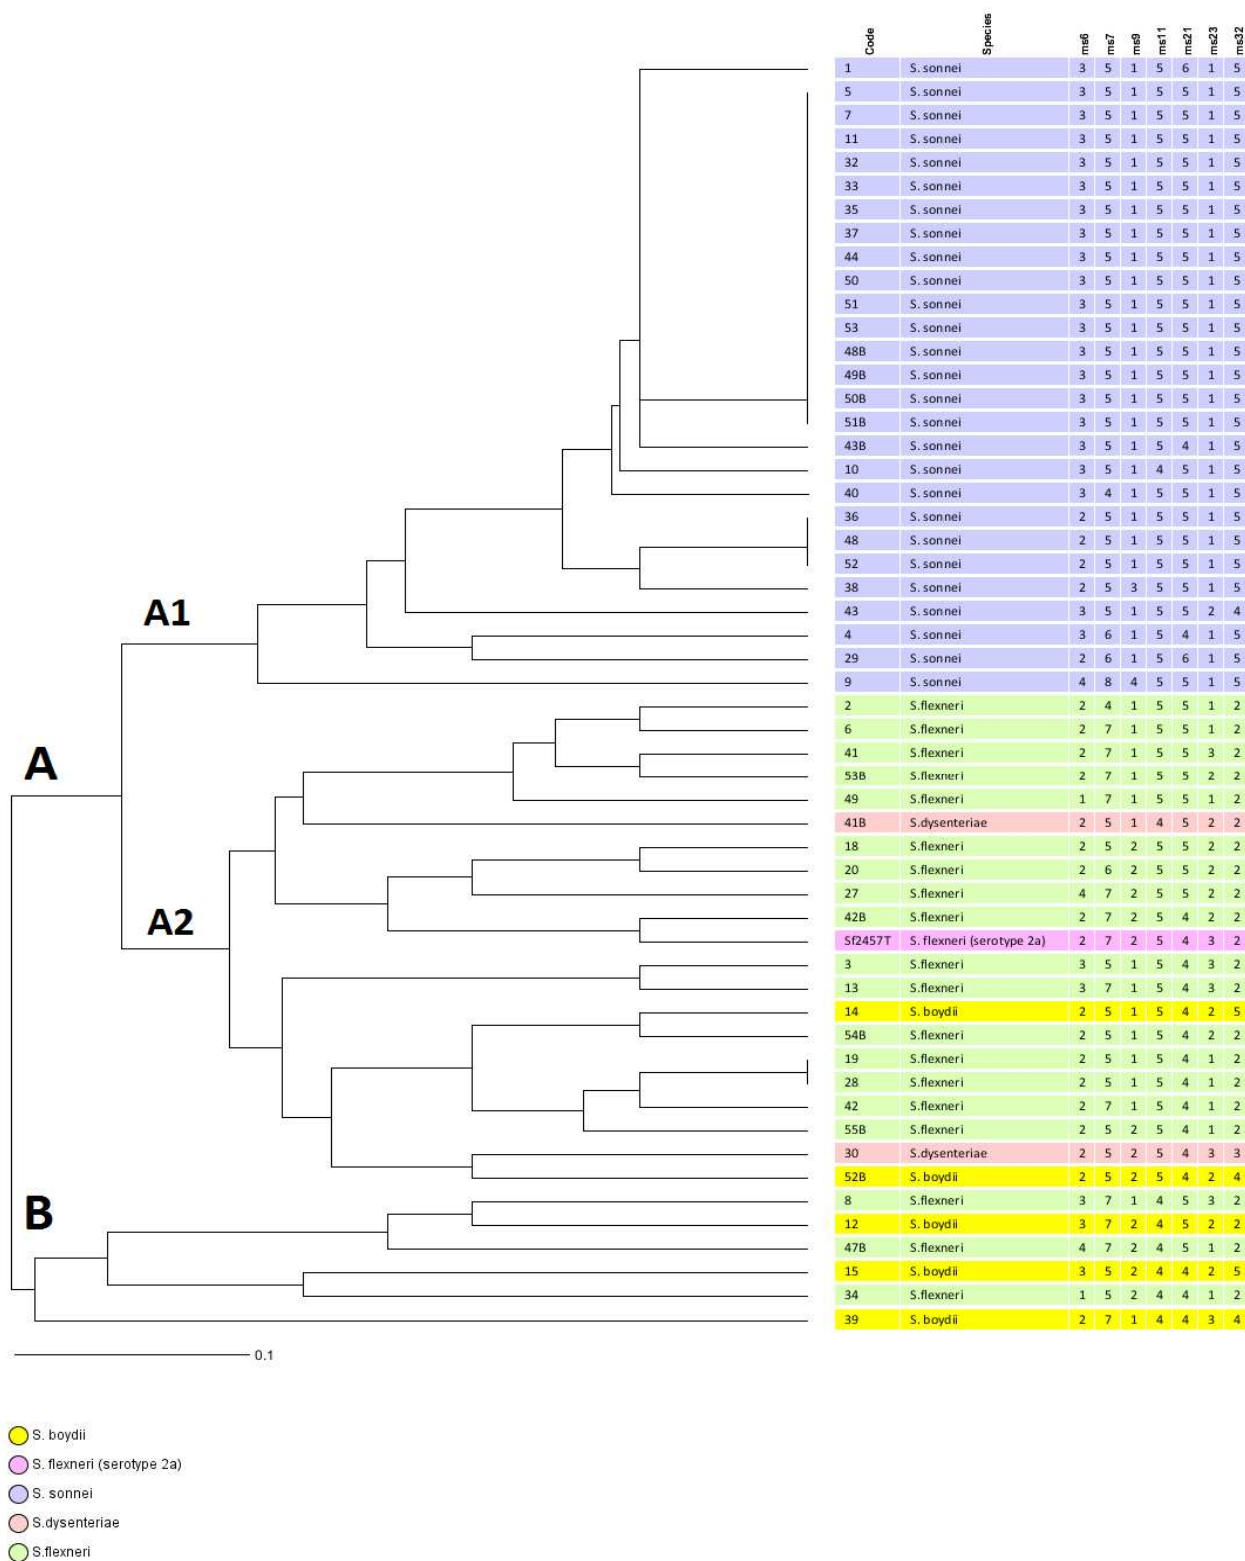 Code Species ms6 ms7 ms9 ms11 ms21 ms23 ms32
1 S. sonnei 3 5 1 5 6 1 5
5 S. sonnei 3 5 1 5 5 1 5
7 S. sonnei 3 5 1 5 5 1 5
11 S. sonnei 3 5 1 5 5 1 5
32 S. sonnei 3 5 1 5 5 1 5
33 S. sonnei 3 5 1 5 5 1 5
35 S. sonnei 3 5 1 5 5 1 5
37 S. sonnei 3 5 1 5 5 1 5
44 S. sonnei 3 5 1 5 5 1 5
50 S. sonnei 3 5 1 5 5 1 5
51 S. sonnei 3 5 1 5 5 1 5
53 S. sonnei 3 5 1 5 5 1 5
48B S. sonnei 3 5 1 5 5 1 5
49B S. sonnei 3 5 1 5 5 1 5
50B S. sonnei 3 5 1 5 5 1 5
51B S. sonnei 3 5 1 5 5 1 5
43B S. sonnei 3 5 1 5 4 1 5
10 S. sonnei 3 5 1 4 5 1 5
40 S. sonnei 3 4 1 5 5 1 5
36 S. sonnei 2 5 1 5 5 1 5
48 S. sonnei 2 5 1 5 5 1 5
52 S. sonnei 2 5 1 5 5 1 5
38 S. sonnei 2 5 3 5 5 1 5
A1
43 S. sonnei 3 5 1 5 5 2 4
4 S. sonnei 3 6 1 5 4 1 5
29 S. sonnei 2 6 1 5 6 1 5
9 S. sonnei 4 8 4 5 5 1 5
2 S.flexneri 2 4 1 5 5 1 2
6 S.flexneri 2 7 1 5 5 1 2
41 S.flexneri 2 7 1 5 5 3 2
A
53B S.flexneri 2 7 1 5 5 2 2
49 S.flexneri 1 7 1 5 5 1 2
41B S.dysenteriae 2 5 1 4 5 2 2
18 S.flexneri 2 5 2 5 5 2 2
20 S.flexneri 2 6 2 5 5 2 2
27 S.flexneri 4 7 2 5 5 2 2
A2
42B S.flexneri 2 7 2 5 4 2 2
Sf2457T S. flexneri (serotype 2a) 2 7 2 5 4 3 2
3 S.flexneri 3 5 1 5 4 3 2
13 S.flexneri 3 7 1 5 4 3 2
14 S. boydii 2 5 1 5 4 2 5
54B S.flexneri 2 5 1 5 4 2 2
19 S.flexneri 2 5 1 5 4 1 2
28 S.flexneri 2 5 1 5 4 1 2
42 S.flexneri 2 7 1 5 4 1 2
55B S.flexneri 2 5 2 5 4 1 2
30 S.dysenteriae 2 5 2 5 4 3 3
52B S. boydii 2 5 2 5 4 2 4
8 S.flexneri 3 7 1 4 5 3 2
B
12 S. boydii 3 7 2 4 5 2 2
47B S.flexneri 4 7 2 4 5 1 2
15 S. boydii 3 5 2 4 4 2 5
34 S.flexneri 1 5 2 4 4 1 2
39 S. boydii 2 7 1 4 4 3 4
0.1
S. boydii
S. flexneri (serotype 2a)
S. sonnei
S.dysenteriae
S.flexneri